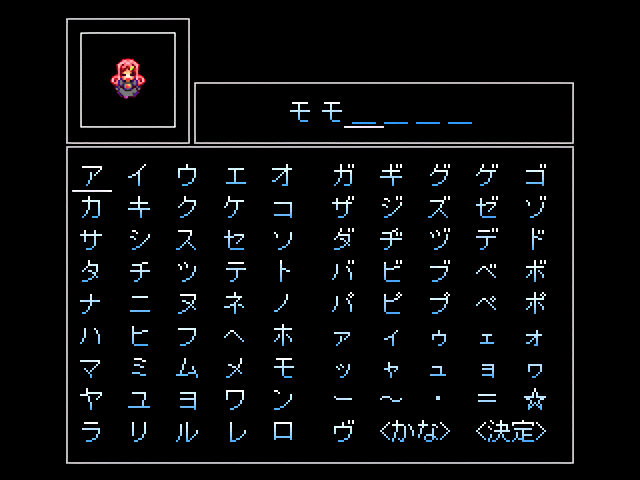 モモ＿＿＿＿
アイウエオ ガギグゲゴ
カキクケコ ザジズゼゾ
サシスセソ ダヂヅデド
タチツテト バビブベボ
ナニヌネノ パピプペポ
ハヒフヘホ ァィゥェォ
マミムメモ ッャュョヮ
ヤユヨワン ー～・＝☆
ラリルレロ ヴ <かな> <決定>